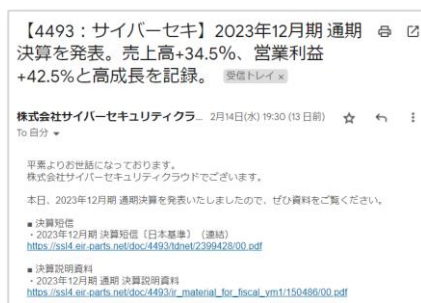 【4493：サイバーセキ】2023年12月期 通期
決算を発表。売上高+34.5%、営業利益
+42.5%と高成長を記録。 受信トレイ ×
株式会社サイバーセキュリティクラ... 2月14日(水) 19:30 (13 日前)
To 自分
平素よりお世話になっております。
株式会社サイバーセキュリティクラウドでございます。
本日、2023年12月期 通期決算を発表いたしましたので、ぜひ資料をご覧ください。
■ 決算短信
・2023年12月期 決算短信〔日本基準〕（連結）
https://ssl4.eir-parts.net/doc/4493/tdnet/2399428/00.pdf
■ 決算説明資料
・2023年12月期 通期 決算説明資料
https://ssl4.eir-parts.net/doc/4493/ir_material_for_fiscal_ym1/150486/00.pdf